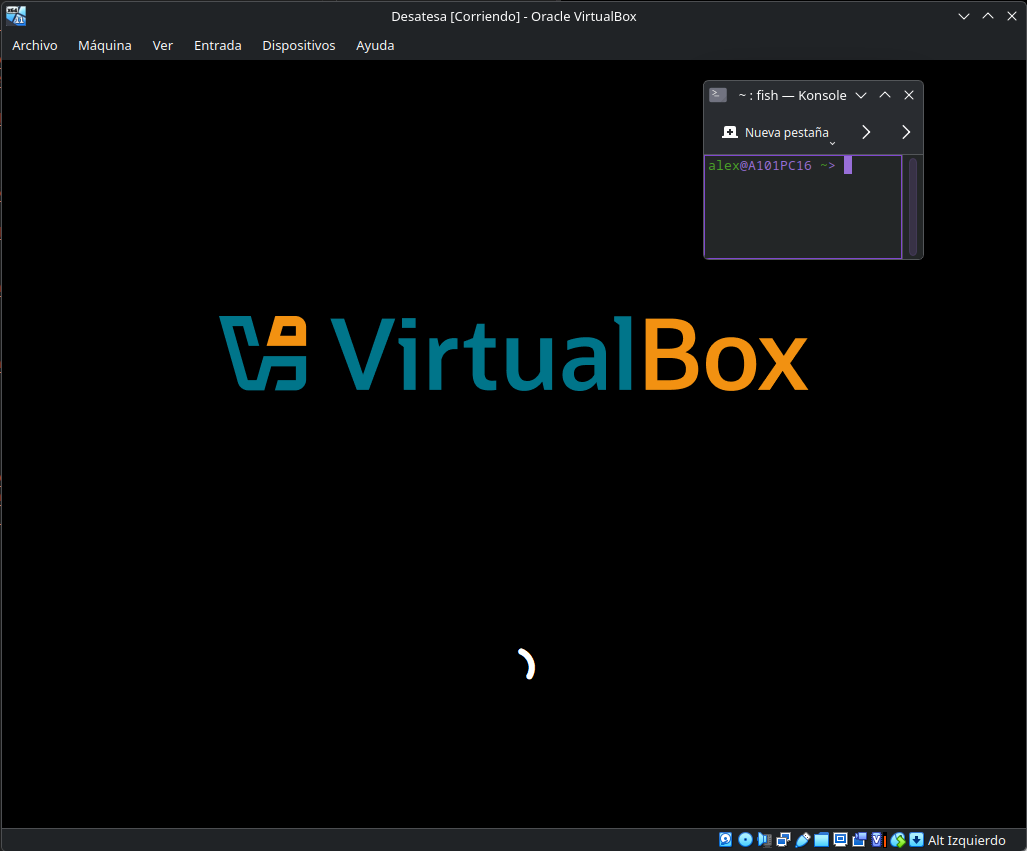 Desatesa [Corriendo] - Oracle VirtualBox
Archivo Máquina Ver Entrada Dispositivos Ayuda
~ : fish — Konsole
Nueva pestaña
alex@A101PC16 ~>
VirtualBox
Alt Izquierdo